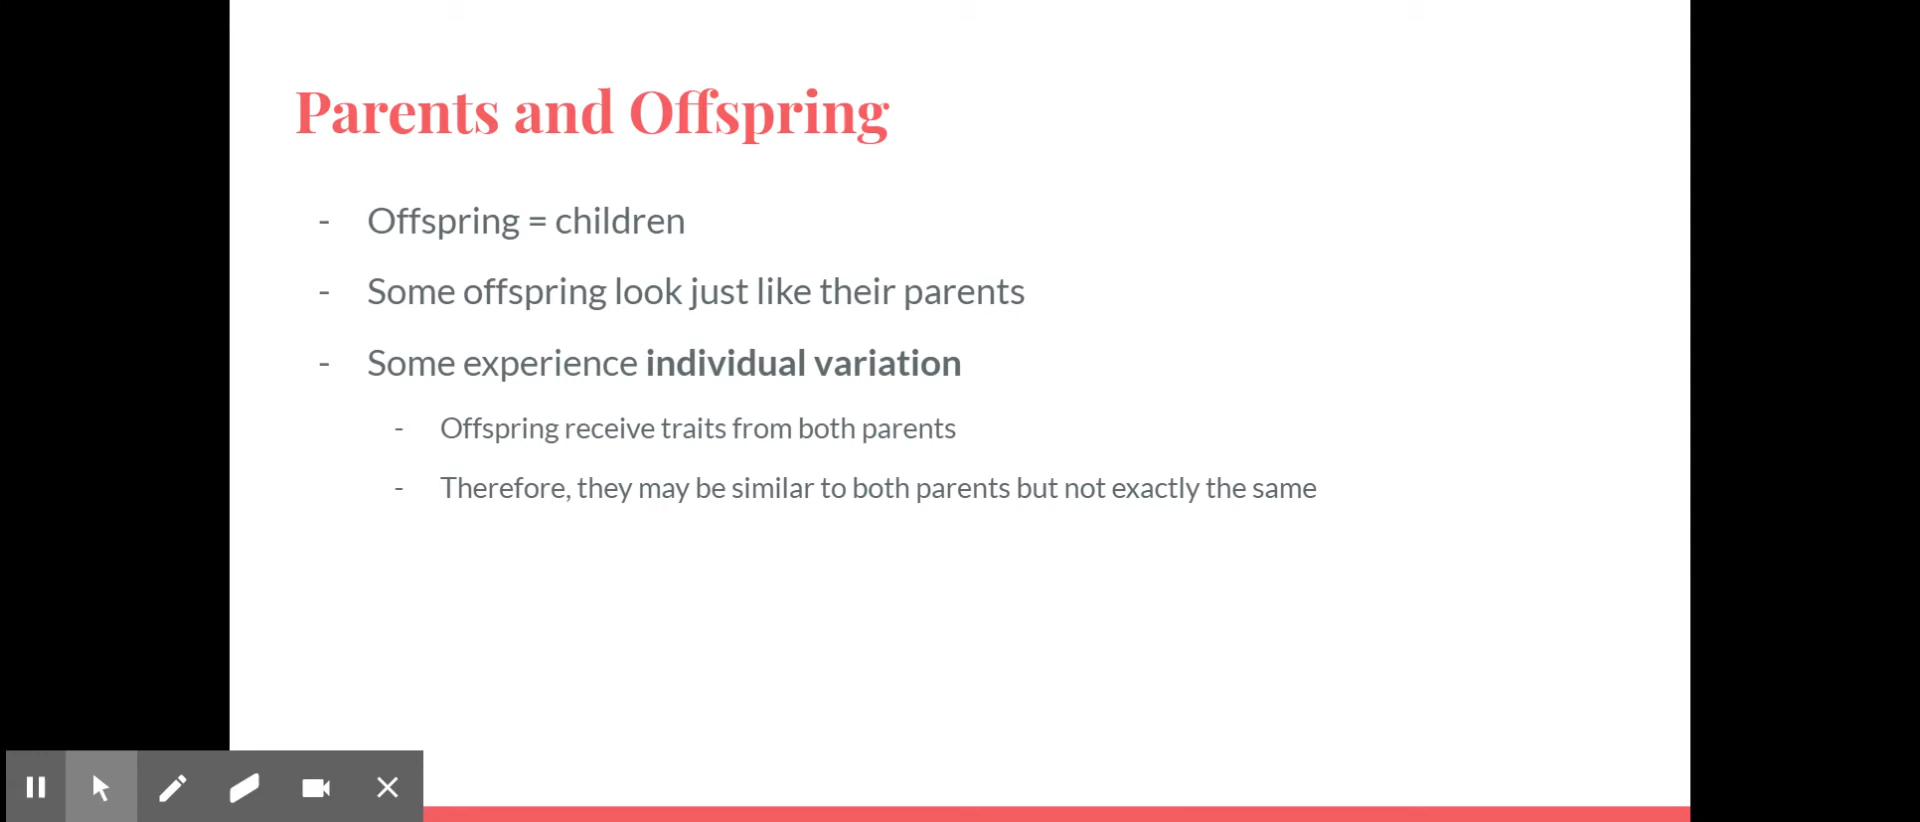 Parents and Offspring
- Offspring = children
- Some offspring look just like their parents
- Some experience individual variation
- Offspring receive traits from both parents
- Therefore, they may be similar to both parents but not exactly the same